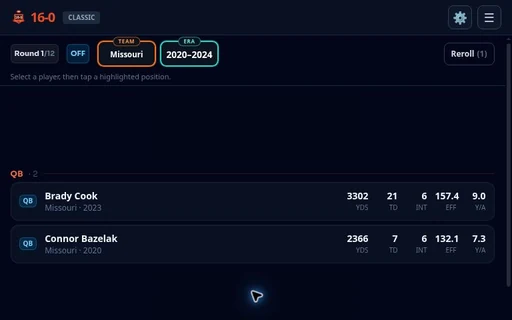 16-0 CLASSIC
TEAM ERA
Round 1/12 OFF Missouri 2020–2024 Reroll (1)
Select a player, then tap a highlighted position.
QB · 2
QB Brady Cook 3302 21 6 157.4 9.0
Missouri · 2023 YDS TD INT EFF Y/A
QB Connor Bazelak 2366 7 6 132.1 7.3
Missouri · 2020 YDS TD INT EFF Y/A